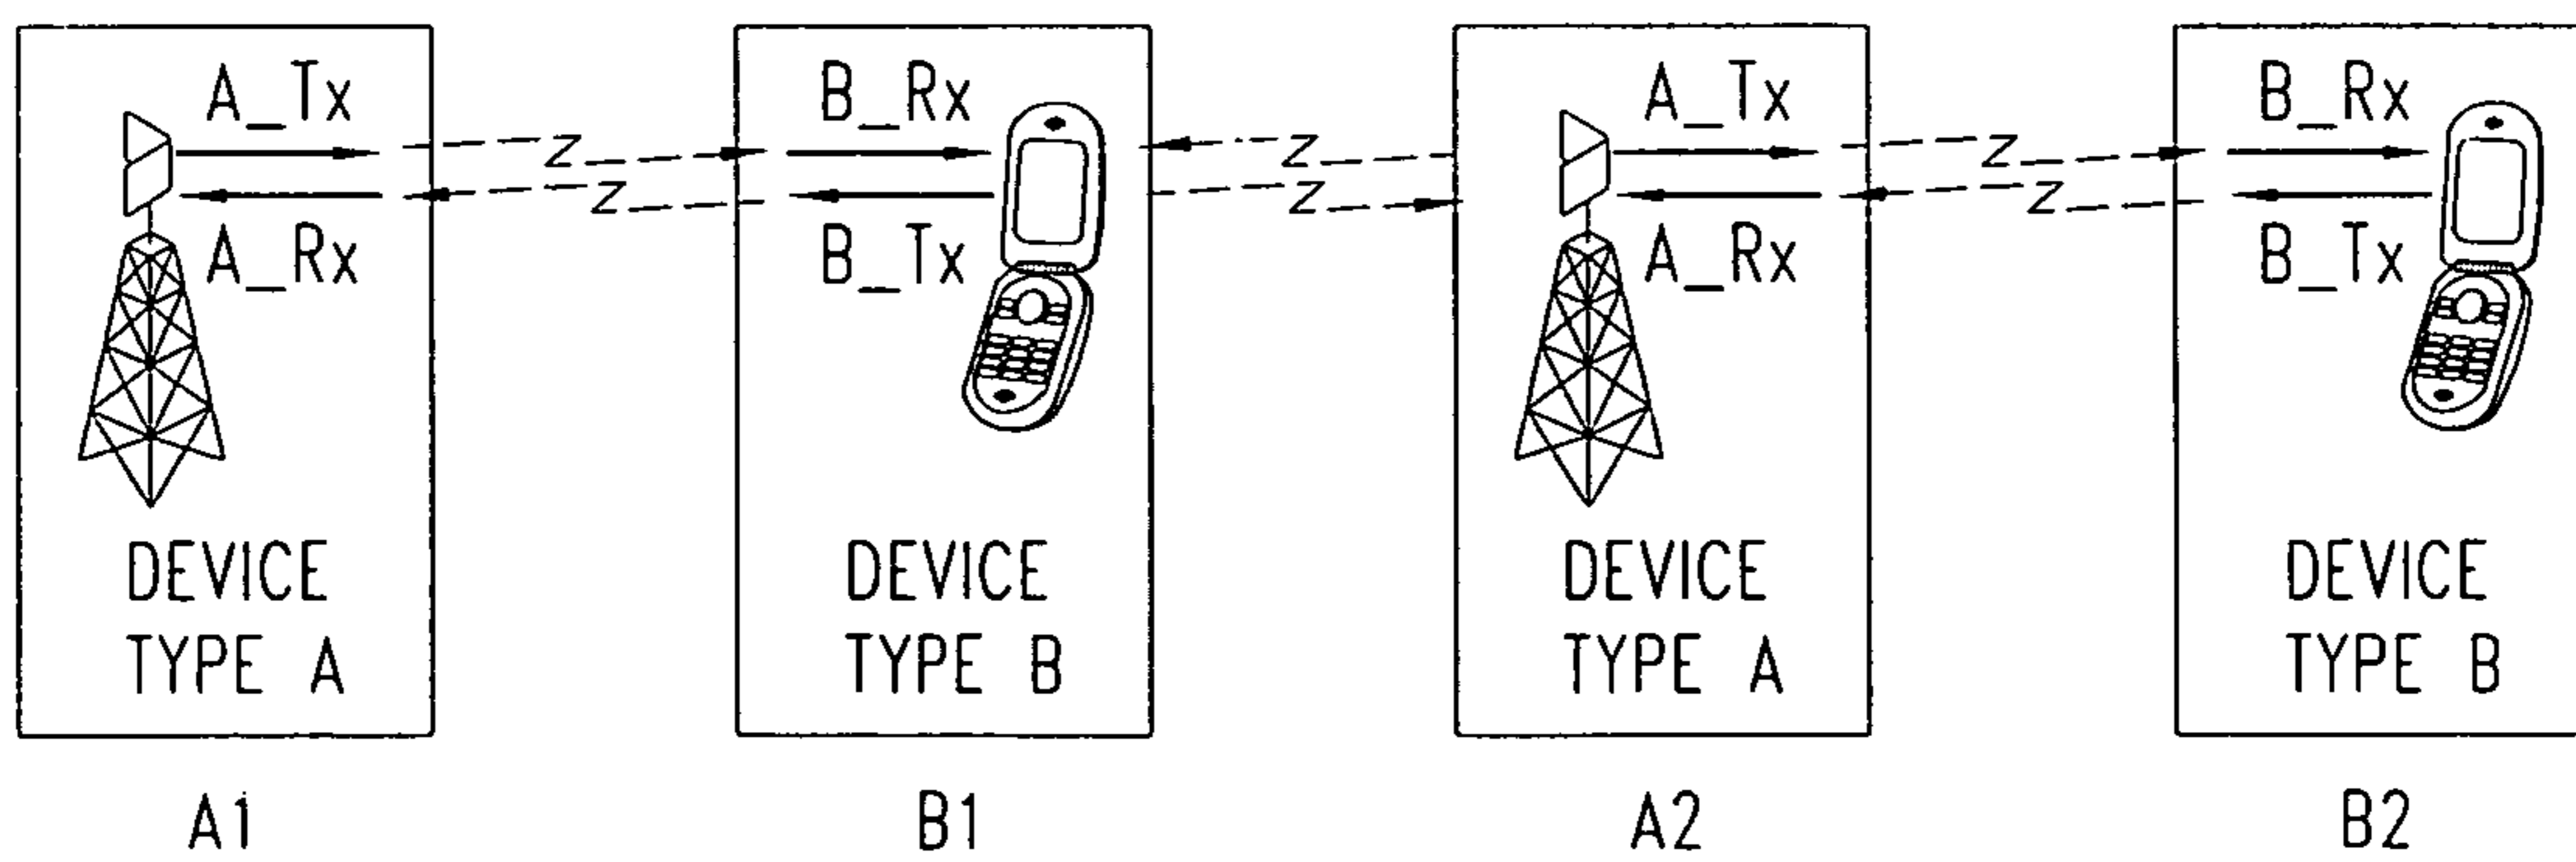 A_Tx
A_Rx
DEVICE
TYPE A
A1
Z
Z
B_Rx
B_Tx
DEVICE
TYPE B
B1
Z
Z
A_Tx
A_Rx
DEVICE
TYPE A
A2
Z
Z
B_Rx
B_Tx
DEVICE
TYPE B
B2